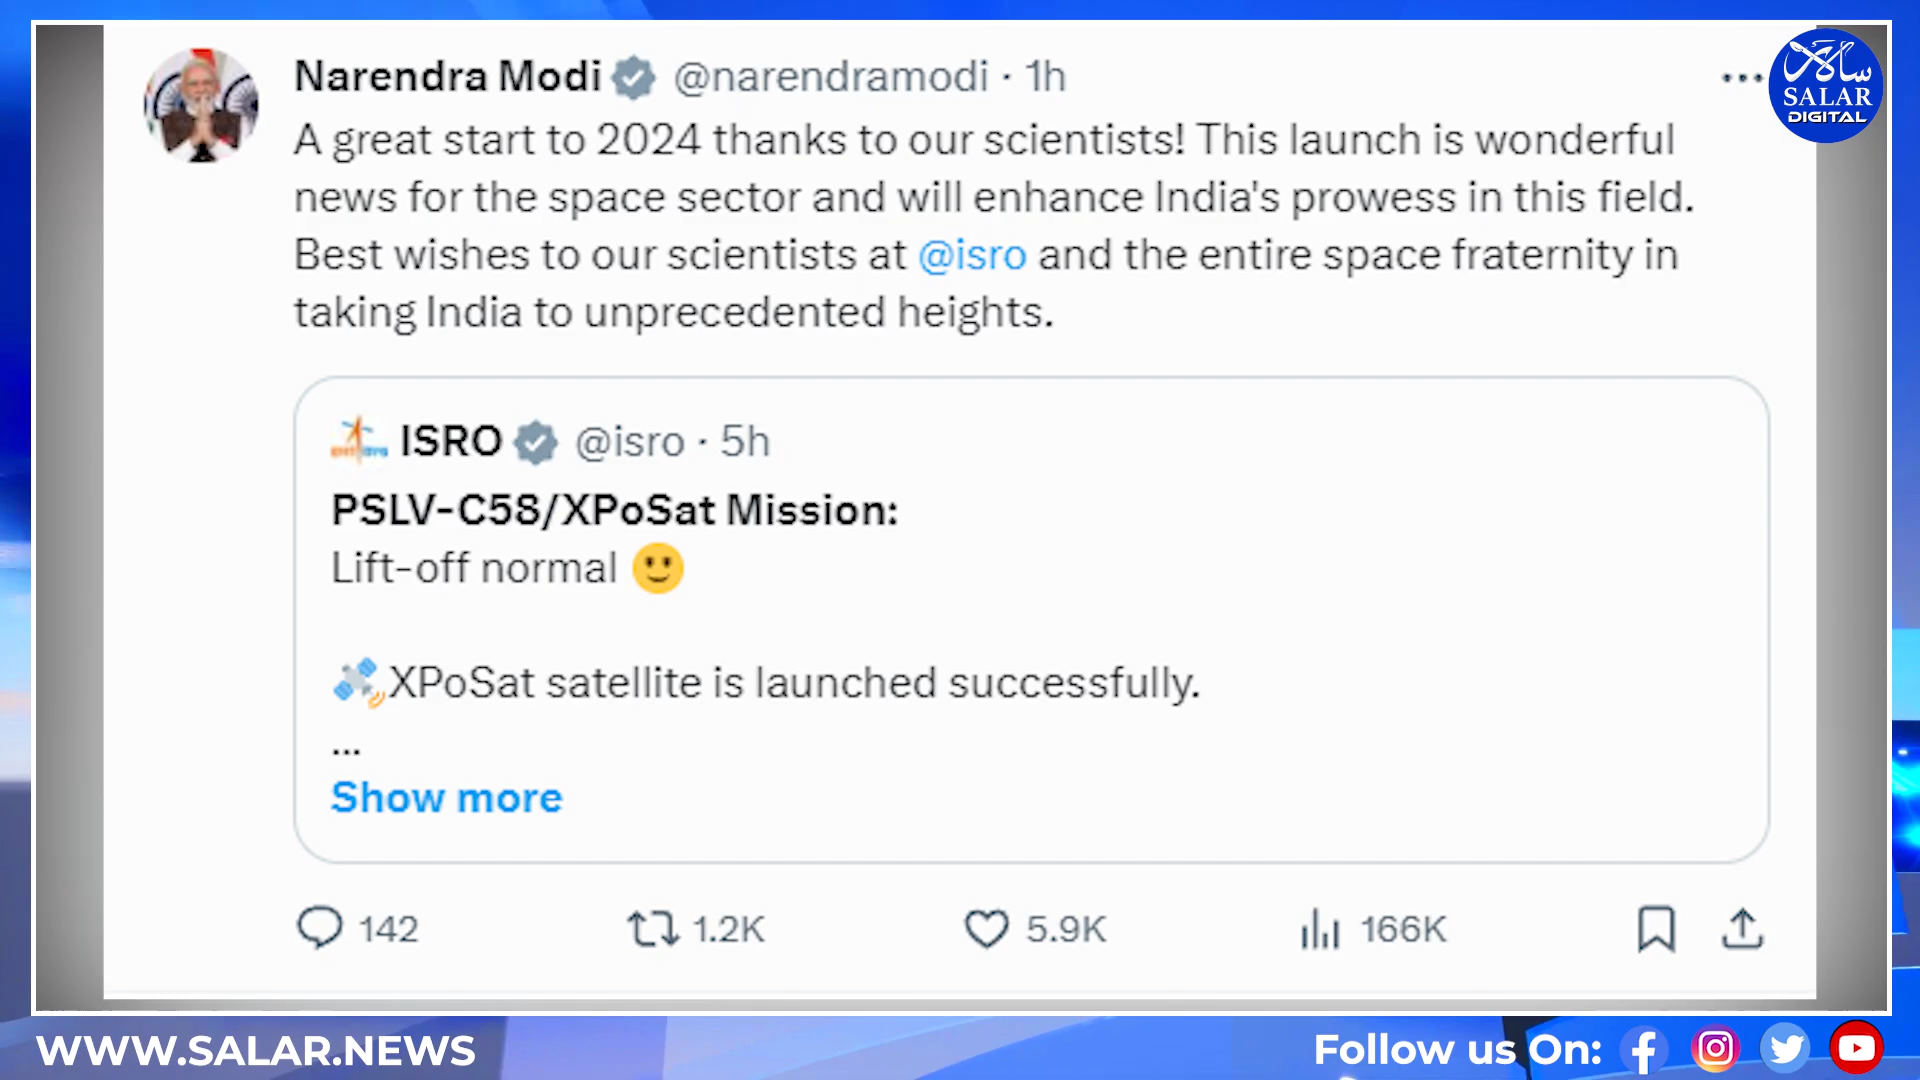 Narendra Modi @narendramodi · 1h
A great start to 2024 thanks to our scientists! This launch is wonderful
news for the space sector and will enhance India's prowess in this field.
Best wishes to our scientists at @isro and the entire space fraternity in
taking India to unprecedented heights.
ISRO @isro · 5h
PSLV-C58/XPoSat Mission:
Lift-off normal 🙂
🛰️XPoSat satellite is launched successfully.
...
Show more
142 1.2K 5.9K 166K
سالار
SALAR
DIGITAL
WWW.SALAR.NEWS
Follow us On: